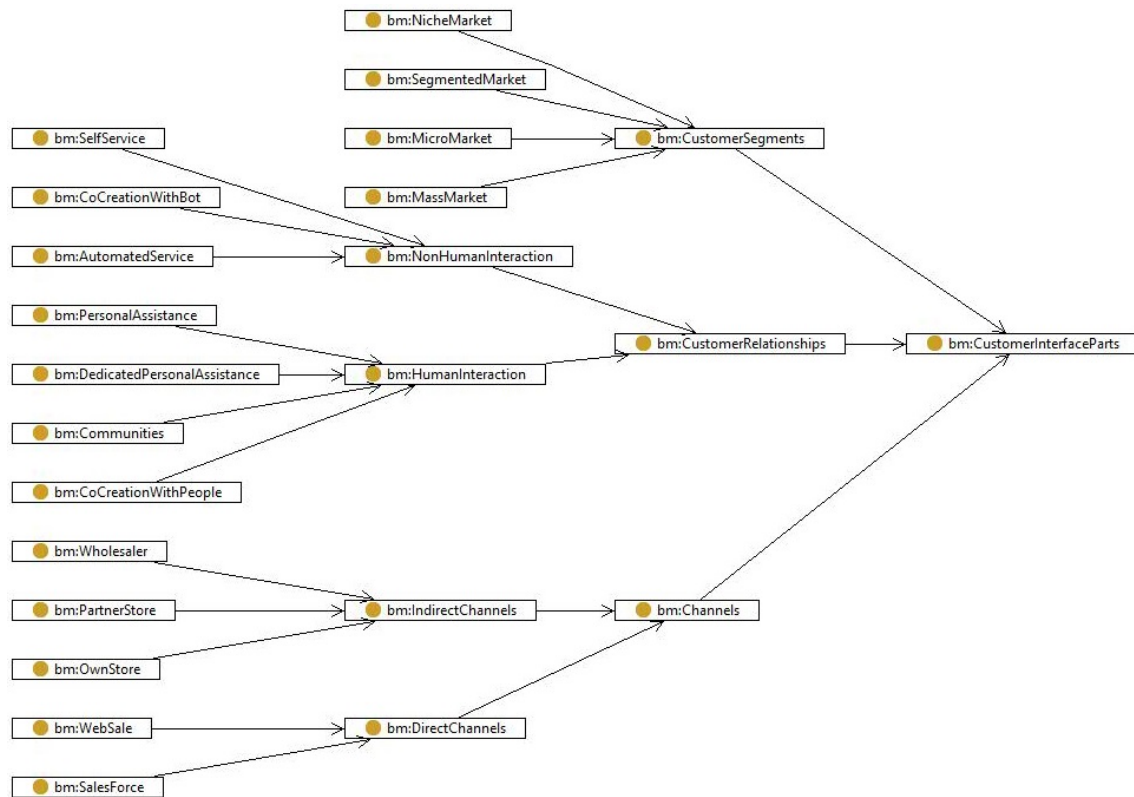 bm:NicheMarket
bm:SegmentedMarket
bm:SelfService
bm:MicroMarket
bm:CustomerSegments
bm:CoCreationWithBot
bm:MassMarket
bm:AutomatedService
bm:NonHumanInteraction
bm:PersonalAssistance
bm:CustomerRelationships
bm:CustomerInterfaceParts
bm:DedicatedPersonalAssistance
bm:HumanInteraction
bm:Communities
bm:CoCreationWithPeople
bm:Wholesaler
bm:PartnerStore
bm:IndirectChannels
bm:Channels
bm:OwnStore
bm:WebSale
bm:DirectChannels
bm:SalesForce